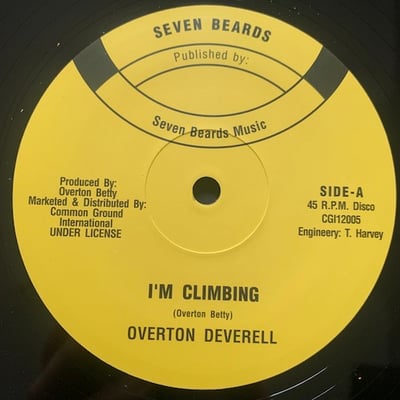 SEVEN BEARDS
Published by:
Seven Beards Music
Produced By:
Overton Betty
Marketed & Distributed By:
Common Ground
International
UNDER LICENSE
SIDE-A
45 R.P.M. Disco
CGI12005
Engineery: T. Harvey
I'M CLIMBING
(Overton Betty)
OVERTON DEVERELL